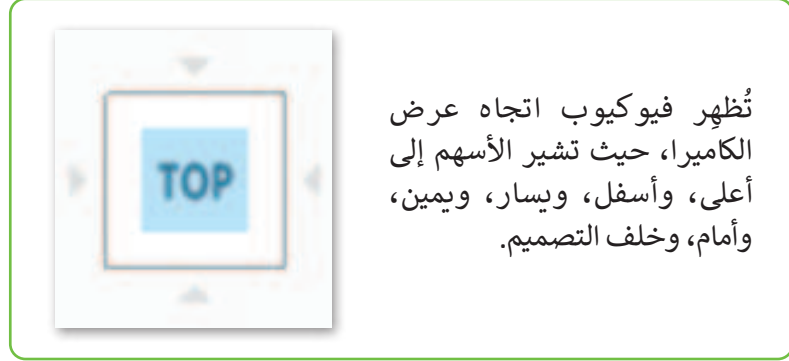 تُظهِر فيوكيوب اتجاه عرض
الكاميرا، حيث تشير الأسهم إلى
أعلى، وأسفل، ويسار، ويمين،
وأمام، وخلف التصميم.
TOP